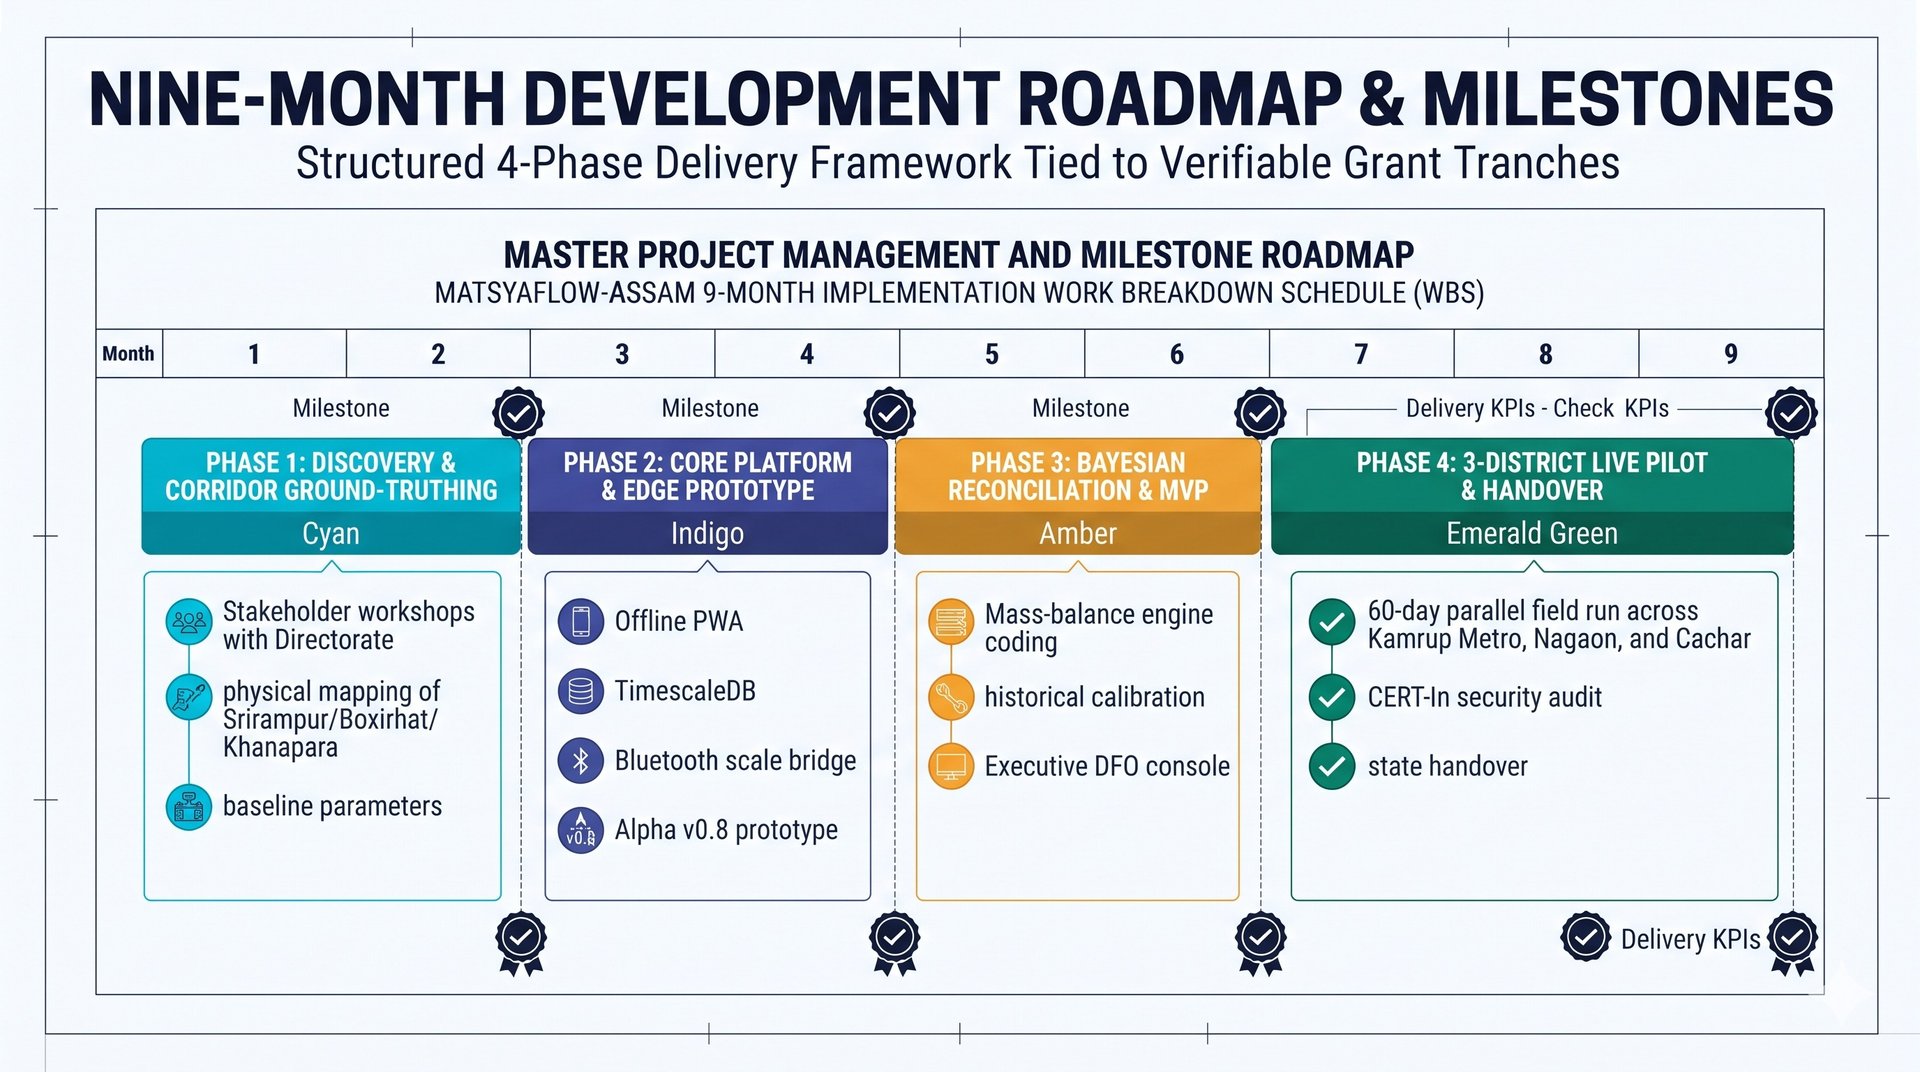 NINE-MONTH DEVELOPMENT ROADMAP & MILESTONES
Structured 4-Phase Delivery Framework Tied to Verifiable Grant Tranches
MASTER PROJECT MANAGEMENT AND MILESTONE ROADMAP
MATSYAFLOW-ASSAM 9-MONTH IMPLEMENTATION WORK BREAKDOWN SCHEDULE (WBS)
Month 1 2 3 4 5 6 7 8 9
Milestone
Milestone
Milestone
Delivery KPIs - Check KPIs
PHASE 1: DISCOVERY &
CORRIDOR GROUND-TRUTHING
Cyan
Stakeholder workshops
with Directorate
physical mapping of
Srirampur/Boxirhat/
Khanapara
baseline parameters
PHASE 2: CORE PLATFORM
& EDGE PROTOTYPE
Indigo
Offline PWA
TimescaleDB
Bluetooth scale bridge
Alpha v0.8 prototype
PHASE 3: BAYESIAN
RECONCILIATION & MVP
Amber
Mass-balance engine
coding
historical calibration
Executive DFO console
PHASE 4: 3-DISTRICT LIVE PILOT
& HANDOVER
Emerald Green
60-day parallel field run across
Kamrup Metro, Nagaon, and Cachar
CERT-In security audit
state handover
Delivery KPIs